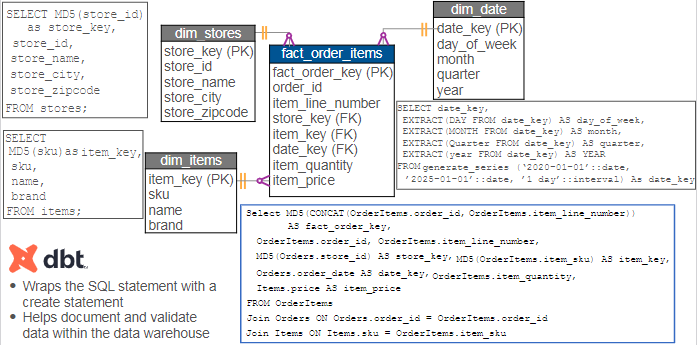 SELECT MD5(store_id)
as store_key,
store_id,
store_name,
store_city,
store_zipcode
FROM stores;
dim_stores
store_key (PK)
store_id
store_name
store_city
store_zipcode
fact_order_items
fact_order_key (PK)
order_id
item_line_number
store_key (FK)
item_key (FK)
date_key (FK)
item_quantity
item_price
dim_date
date_key (PK)
day_of_week
month
quarter
year
SELECT date_key,
EXTRACT(DAY FROM date_key) AS day_of_week,
EXTRACT(MONTH FROM date_key) AS month,
EXTRACT(Quarter FROM date_key) AS quarter,
EXTRACT(year FROM date_key) AS YEAR
FROM generate_series ('2020-01-01'::date,
'2025-01-01'::date, '1 day'::interval) As date_key
SELECT
MD5(sku) as item_key,
sku,
name,
brand
FROM items;
dim_items
item_key (PK)
sku
name
brand
Select MD5(CONCAT(OrderItems.order_id, OrderItems.item_line_number))
AS fact_order_key,
OrderItems.order_id, OrderItems.item_line_number,
MD5(Orders.store_id) AS store_key, MD5(OrderItems.item_sku) AS item_key,
Orders.order_date AS date_key, OrderItems.item_quantity,
Items.price AS item_price
FROM OrderItems
Join Orders ON Orders.order_id = OrderItems.order_id
Join Items ON Items.sku = OrderItems.item_sku
dbt
• Wraps the SQL statement with a
create statement
• Helps document and validate
data within the data warehouse